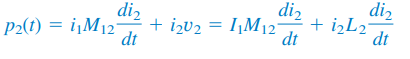 p₂(t) = i₁M₁₂ di₂/dt + i₂v₂ = I₁M₁₂ di₂/dt + i₂L₂ di₂/dt